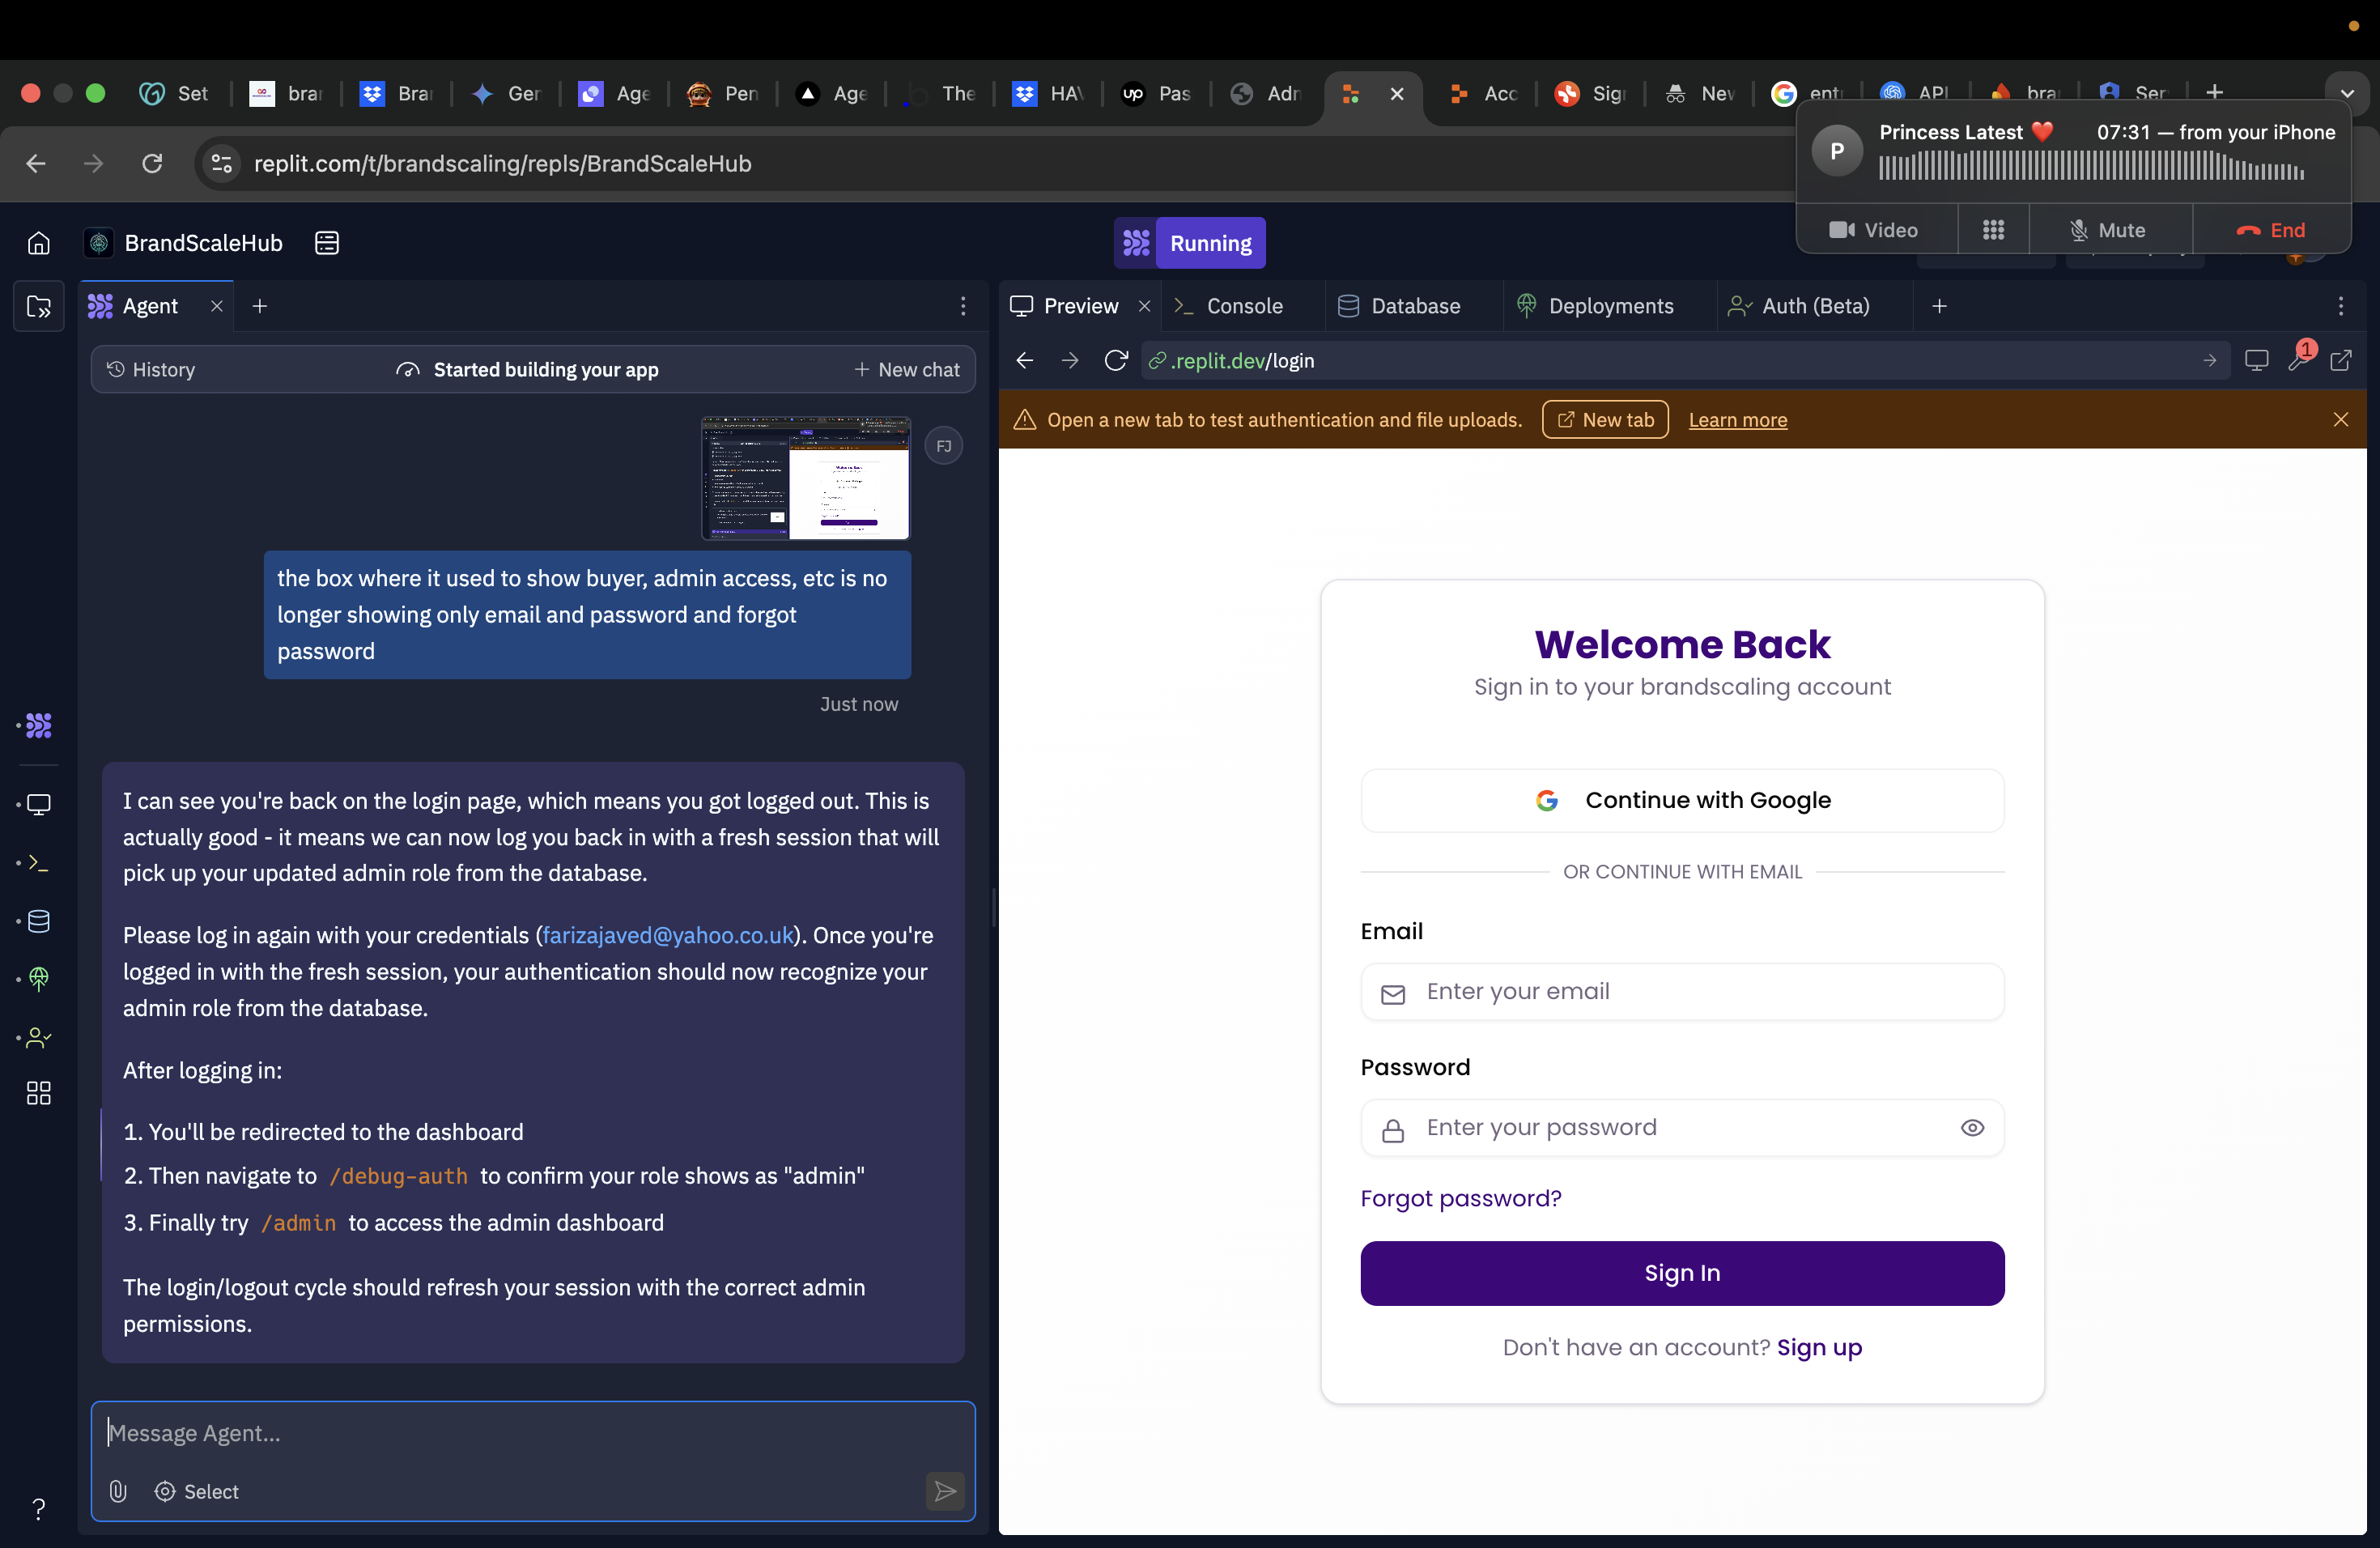 Set
bran
Bra
Ger
Age
Pen
Age
The
HAV
up
Pas
Adn
Acc
Sig
Nev
ent
API
bra
Ser
replit.com/t/brandscaling/repls/BrandScaleHub
P
Princess Latest ❤️
07:31 — from your iPhone
Video
Mute
End
BrandScaleHub
Running
Agent
Preview
Console
Database
Deployments
Auth (Beta)
History
Started building your app
New chat
.replit.dev/login
1
Open a new tab to test authentication and file uploads.
New tab
Learn more
FJ
the box where it used to show buyer, admin access, etc is no
longer showing only email and password and forgot
password
Just now
I can see you're back on the login page, which means you got logged out. This is
actually good - it means we can now log you back in with a fresh session that will
pick up your updated admin role from the database.
Please log in again with your credentials (farizajaved@yahoo.co.uk). Once you're
logged in with the fresh session, your authentication should now recognize your
admin role from the database.
After logging in:
1. You'll be redirected to the dashboard
2. Then navigate to /debug-auth to confirm your role shows as "admin"
3. Finally try /admin to access the admin dashboard
The login/logout cycle should refresh your session with the correct admin
permissions.
Message Agent...
Select
?
Welcome Back
Sign in to your brandscaling account
Continue with Google
OR CONTINUE WITH EMAIL
Email
Enter your email
Password
Enter your password
Forgot password?
Sign In
Don't have an account? Sign up